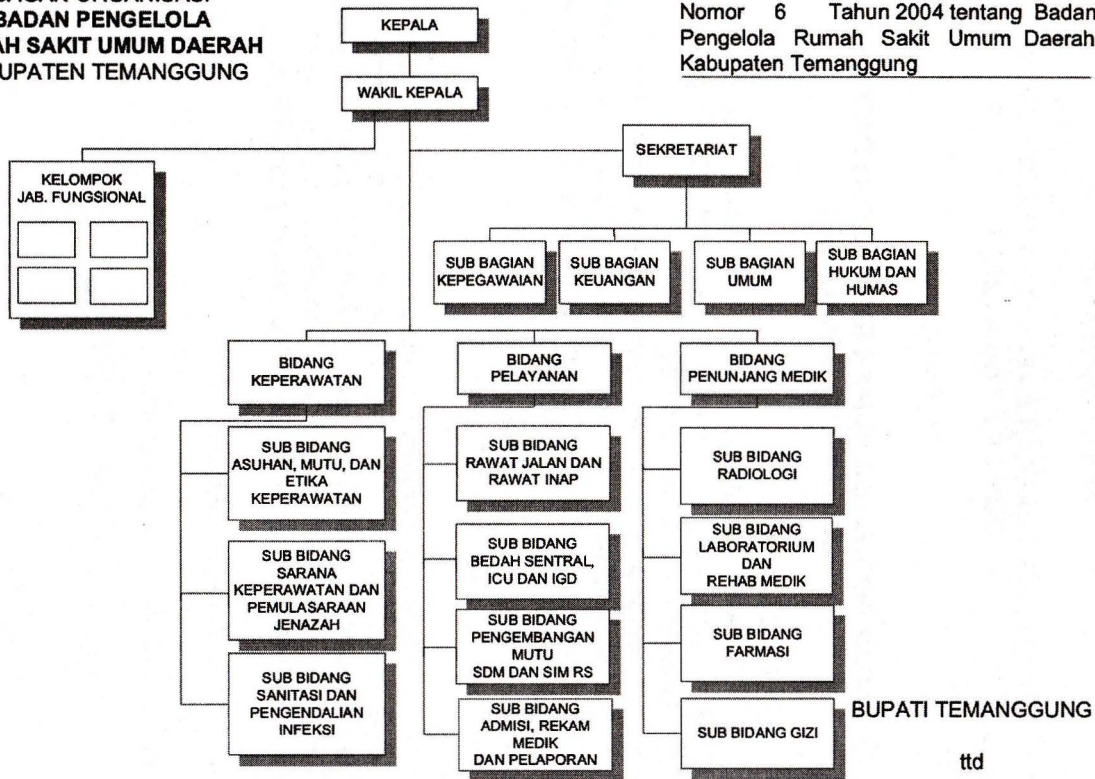 BADAN PENGELOLA
SAKIT UMUM DAERAH
TEMANGGUNG
Nomor 6 Tahun 2004 tentang Badan
Pengelola Rumah Sakit Umum Daerah
Kabupaten Temanggung
KEPALA
WAKIL KEPALA
SEKRETARIAT
KELOMPOK
JAB. FUNGSIONAL
SUB BAGIAN
KEPEGAWAIAN
SUB BAGIAN
KEUANGAN
SUB BAGIAN
UMUM
SUB BAGIAN
HUKUM DAN
HUMAS
BIDANG
KEPERAWATAN
BIDANG
PELAYANAN
BIDANG
PENUNJANG MEDIK
SUB BIDANG
ASUHAN, MUTU, DAN
ETIKA
KEPERAWATAN
SUB BIDANG
SARANA
KEPERAWATAN DAN
PEMULASARAAN
JENAZAH
SUB BIDANG
SANITASI DAN
PENGENDALIAN
INFEKSI
SUB BIDANG
RAWAT JALAN DAN
RAWAT INAP
SUB BIDANG
BEDAH SENTRAL,
ICU DAN IGD
SUB BIDANG
PENGEMBANGAN
MUTU
SDM DAN SIM RS
SUB BIDANG
ADMISI, REKAM
MEDIK
DAN PELAPORAN
SUB BIDANG
RADIOLOGI
SUB BIDANG
LABORATORIUM
DAN
REHAB MEDIK
SUB BIDANG
FARMASI
SUB BIDANG GIZI
BUPATI TEMANGGUNG
ttd